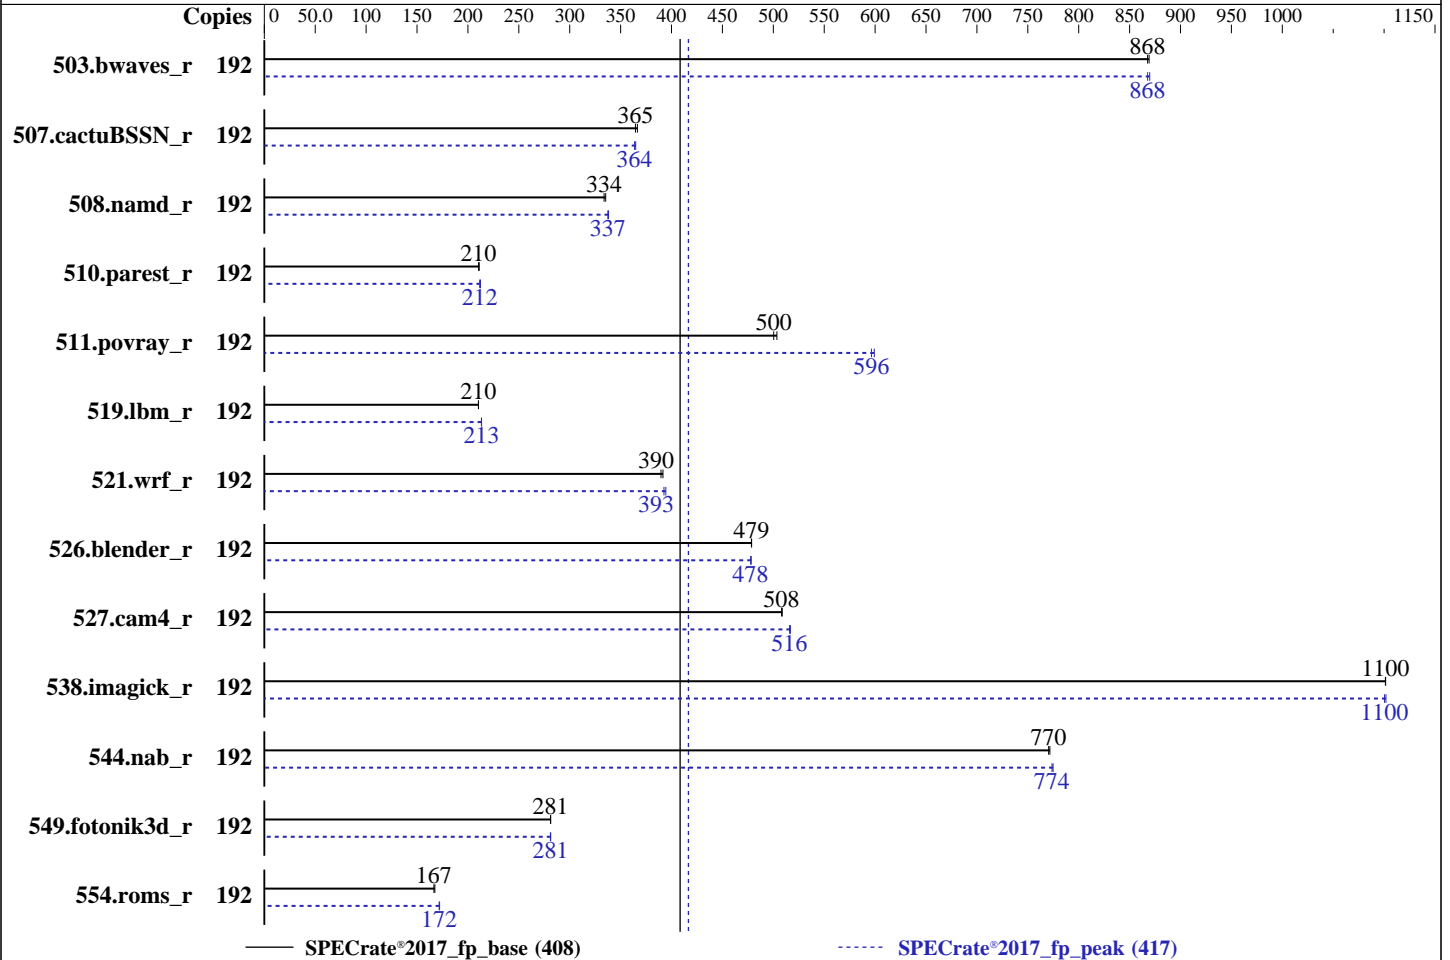 Copies 0 50.0 100 150 200 250 300 350 400 450 500 550 600 650 700 750 800 850 900 950 1000 1150
868
503.bwaves_r 192
868
365
507.cactuBSSN_r 192
364
334
508.namd_r 192
337
210
510.parest_r 192
212
500
511.povray_r 192
596
210
519.lbm_r 192
213
390
521.wrf_r 192
393
479
526.blender_r 192
478
508
527.cam4_r 192
516
1100
538.imagick_r 192
1100
770
544.nab_r 192
774
281
549.fotonik3d_r 192
281
167
554.roms_r 192
172
SPECrate®2017_fp_base (408) SPECrate®2017_fp_peak (417)